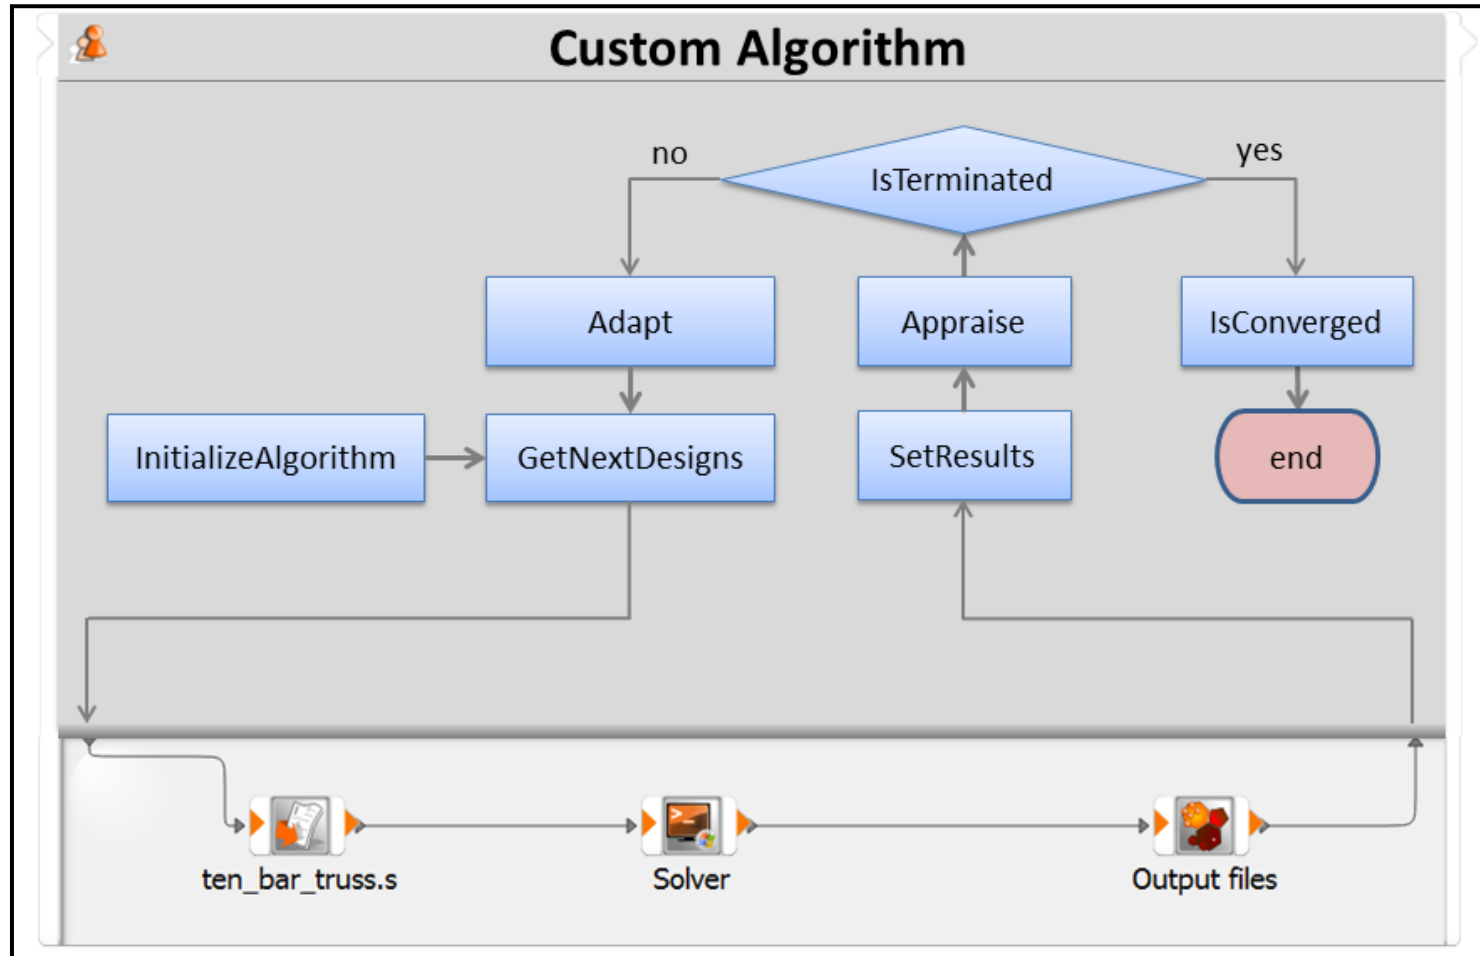 Custom Algorithm
no
yes
IsTerminated
Adapt
Appraise
IsConverged
InitializeAlgorithm
GetNextDesigns
SetResults
end
>_
ten_bar_truss.s
Solver
Output files